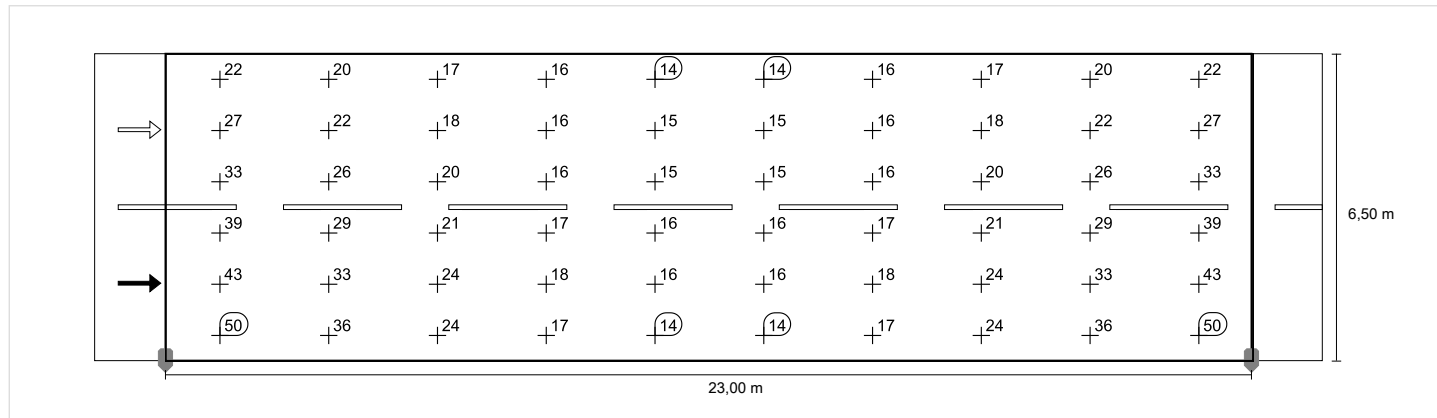 22 20 17 16 14 14 16 17 20 22
27 22 18 16 15 15 16 18 22 27
33 26 20 16 15 15 16 20 26 33
39 29 21 17 16 16 17 21 29 39
6,50 m
43 33 24 18 16 16 18 24 33 43
50 36 24 17 14 14 17 24 36 50
23,00 m